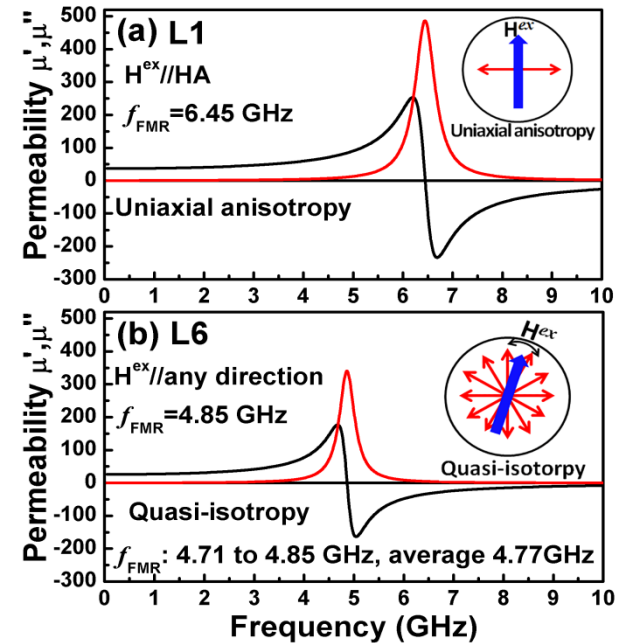 Permeability μ',μ"
500
400
300
200
100
0
-100
-200
-300
(a) L1
H^ex//HA
f_FMR=6.45 GHz
H^ex
Uniaxial anisotropy
Uniaxial anisotropy
0 1 2 3 4 5 6 7 8 9 10
Permeability μ',μ"
500
400
300
200
100
0
-100
-200
-300
(b) L6
H^ex//any direction
f_FMR=4.85 GHz
H^ex
Quasi-isotorpy
Quasi-isotropy
f_FMR: 4.71 to 4.85 GHz, average 4.77GHz
0 1 2 3 4 5 6 7 8 9 10
Frequency (GHz)